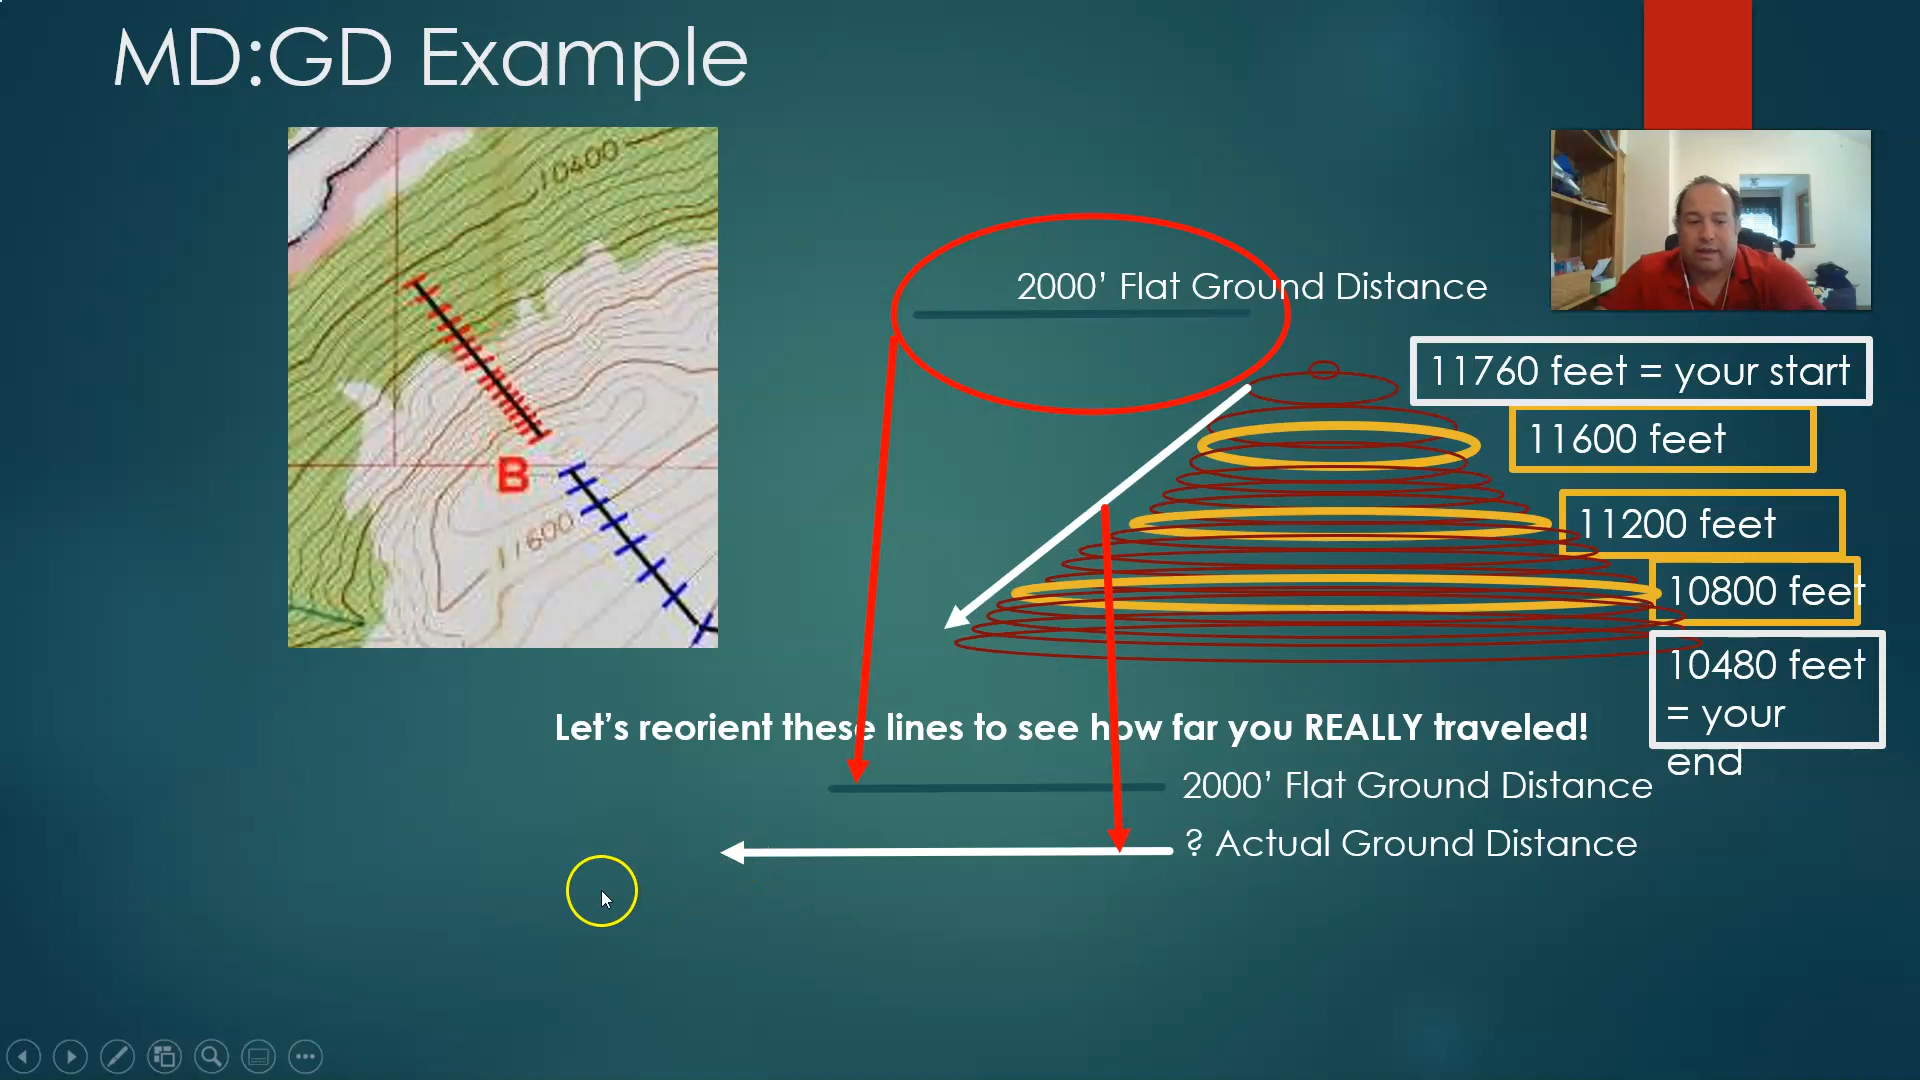 MD:GD Example
10400
B
11600
2000’ Flat Ground Distance
11760 feet = your start
11600 feet
11200 feet
10800 feet
10480 feet
= your
end
Let’s reorient these lines to see how far you REALLY traveled!
2000’ Flat Ground Distance
? Actual Ground Distance